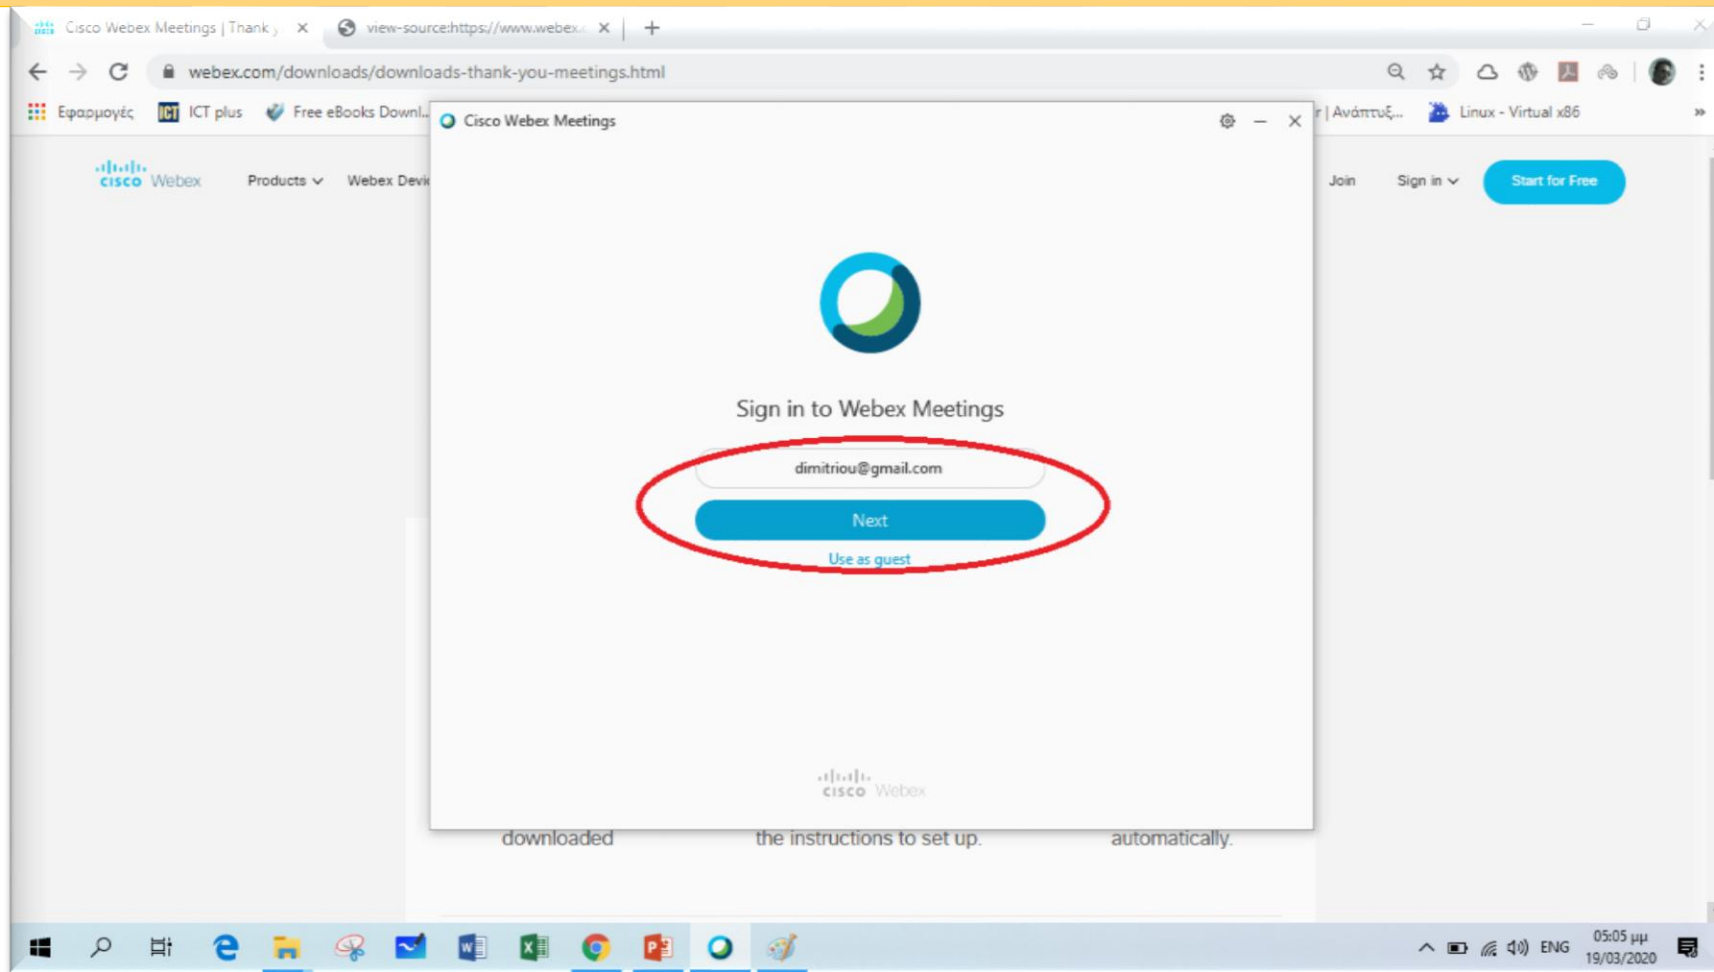 Cisco Webex Meetings | Thank y
view-source:https://www.webex.c
webex.com/downloads/downloads-thank-you-meetings.html
Εφαρμογές
ICT plus
Free eBooks Downl...
r | Ανάπτυξ...
Linux - Virtual x86
Cisco Webex Meetings
cisco Webex
Products
Webex Devi
Join
Sign in
Start for Free
Sign in to Webex Meetings
dimitriou@gmail.com
Next
Use as guest
cisco Webex
downloaded
the instructions to set up.
automatically.
ENG
05:05 μμ
19/03/2020